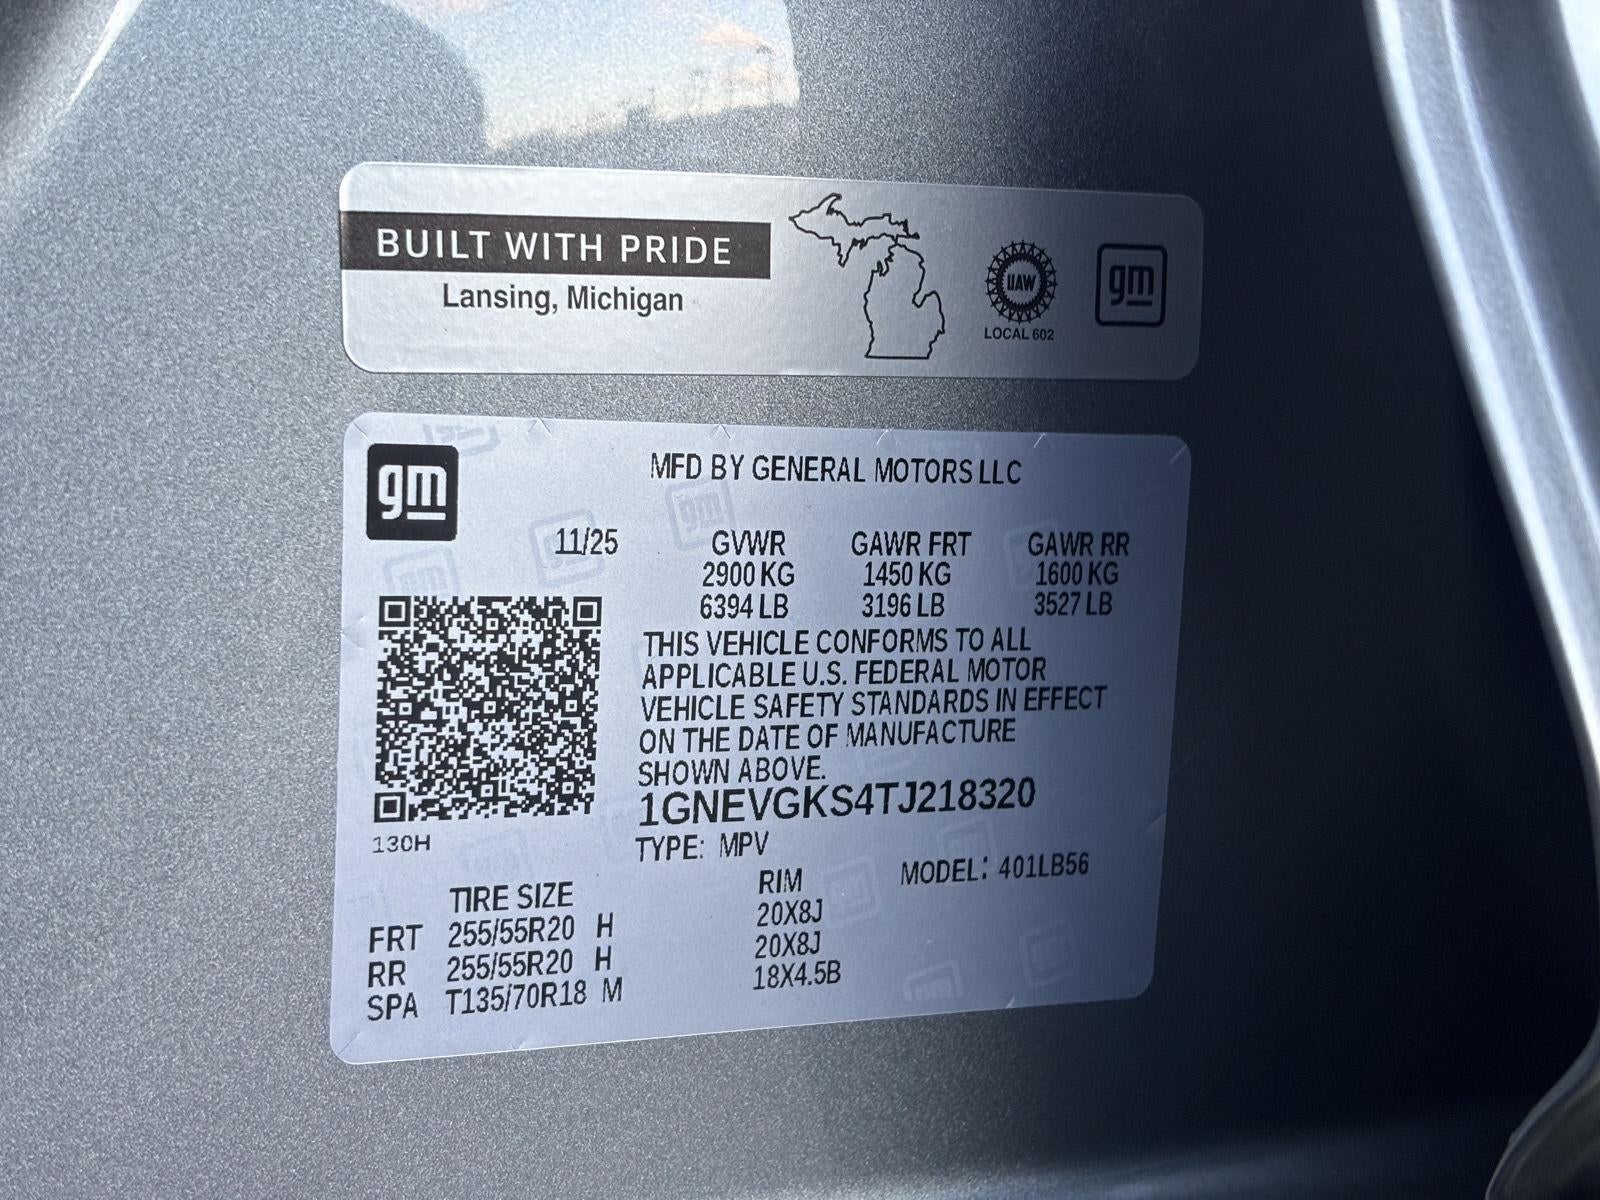 BUILT WITH PRIDE
Lansing, Michigan
UAW
LOCAL 602
gm
gm
MFD BY GENERAL MOTORS LLC
11/25 GVWR GAWR FRT GAWR RR
2900 KG 1450 KG 1600 KG
6394 LB 3196 LB 3527 LB
THIS VEHICLE CONFORMS TO ALL
APPLICABLE U.S. FEDERAL MOTOR
VEHICLE SAFETY STANDARDS IN EFFECT
ON THE DATE OF MANUFACTURE
SHOWN ABOVE.
1GNEVGKS4TJ218320
130H
TYPE: MPV
MODEL: 401LB56
TIRE SIZE RIM
FRT 255/55R20 H 20X8J
RR 255/55R20 H 20X8J
SPA T135/70R18 M 18X4.5B